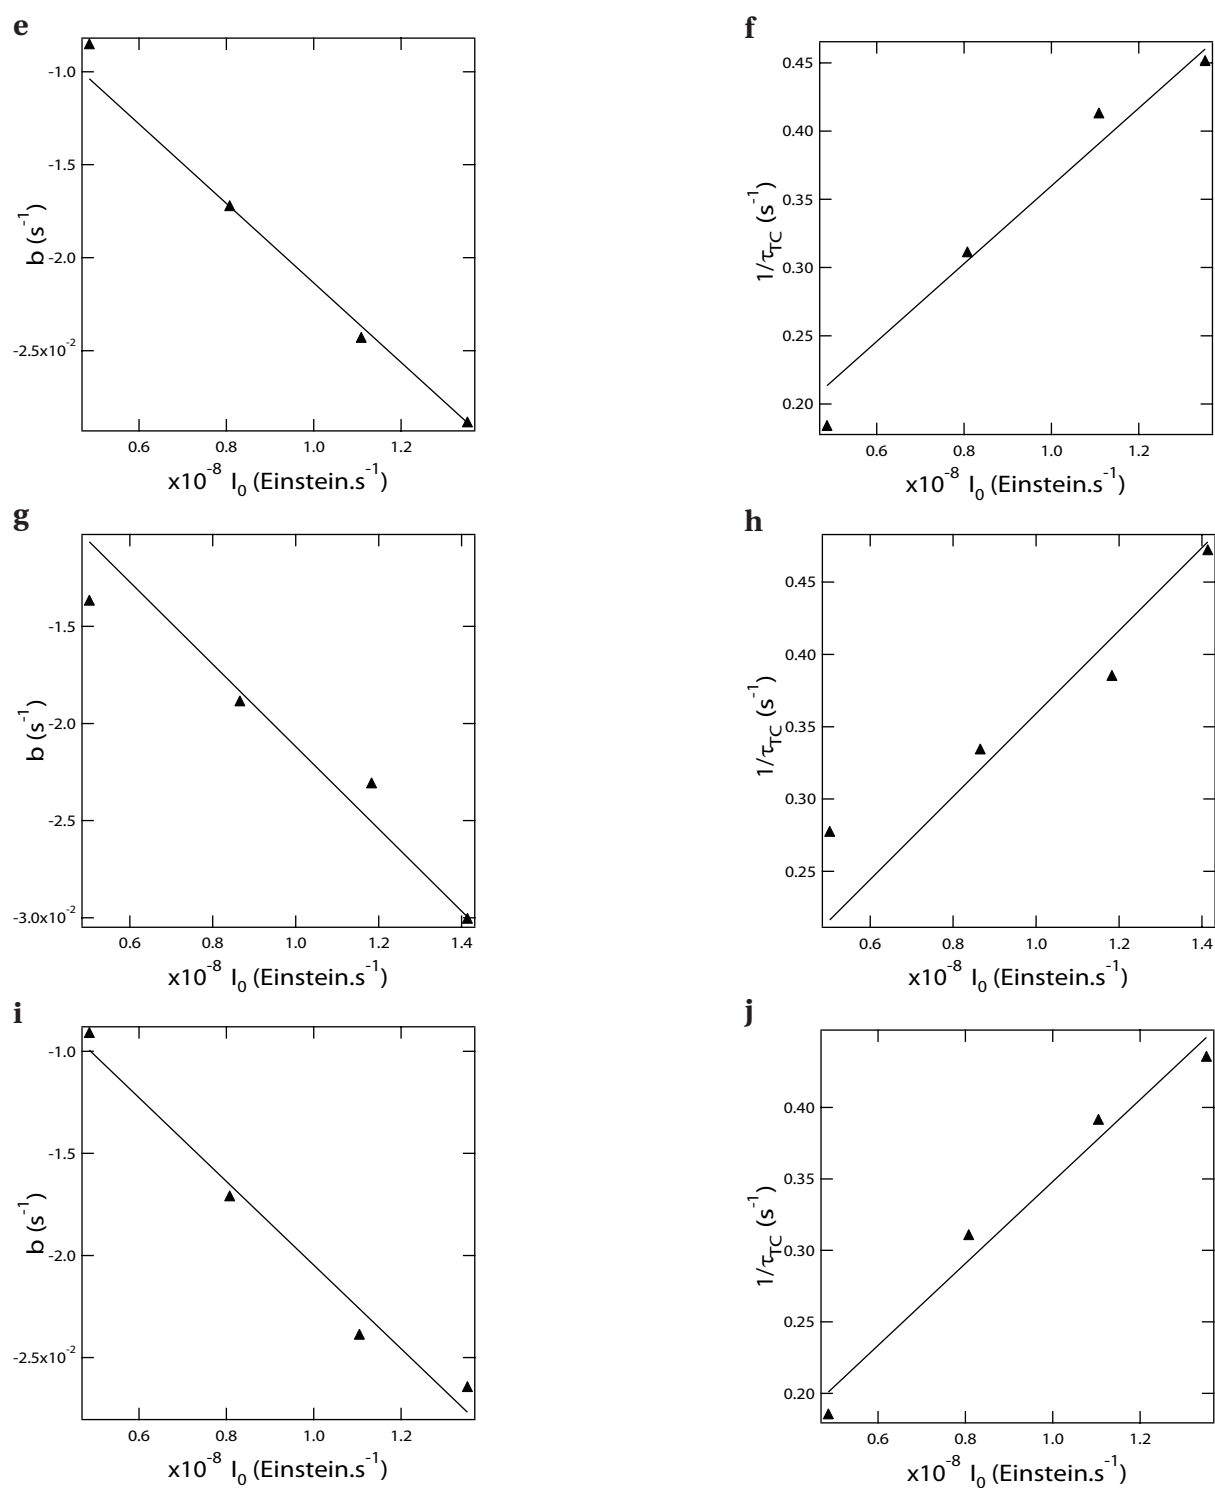 e
-1.0
-1.5
-2.0
-2.5x10⁻²
b (s⁻¹)
0.6 0.8 1.0 1.2
x10⁻⁸ I₀ (Einstein.s⁻¹)
f
0.45
0.40
0.35
0.30
0.25
0.20
1/τ_TC (s⁻¹)
0.6 0.8 1.0 1.2
x10⁻⁸ I₀ (Einstein.s⁻¹)
g
-1.5
-2.0
-2.5
-3.0x10⁻²
b (s⁻¹)
0.6 0.8 1.0 1.2 1.4
x10⁻⁸ I₀ (Einstein.s⁻¹)
h
0.45
0.40
0.35
0.30
0.25
1/τ_TC (s⁻¹)
0.6 0.8 1.0 1.2 1.4
x10⁻⁸ I₀ (Einstein.s⁻¹)
i
-1.0
-1.5
-2.0
-2.5x10⁻²
b (s⁻¹)
0.6 0.8 1.0 1.2
x10⁻⁸ I₀ (Einstein.s⁻¹)
j
0.40
0.35
0.30
0.25
0.20
1/τ_TC (s⁻¹)
0.6 0.8 1.0 1.2
x10⁻⁸ I₀ (Einstein.s⁻¹)